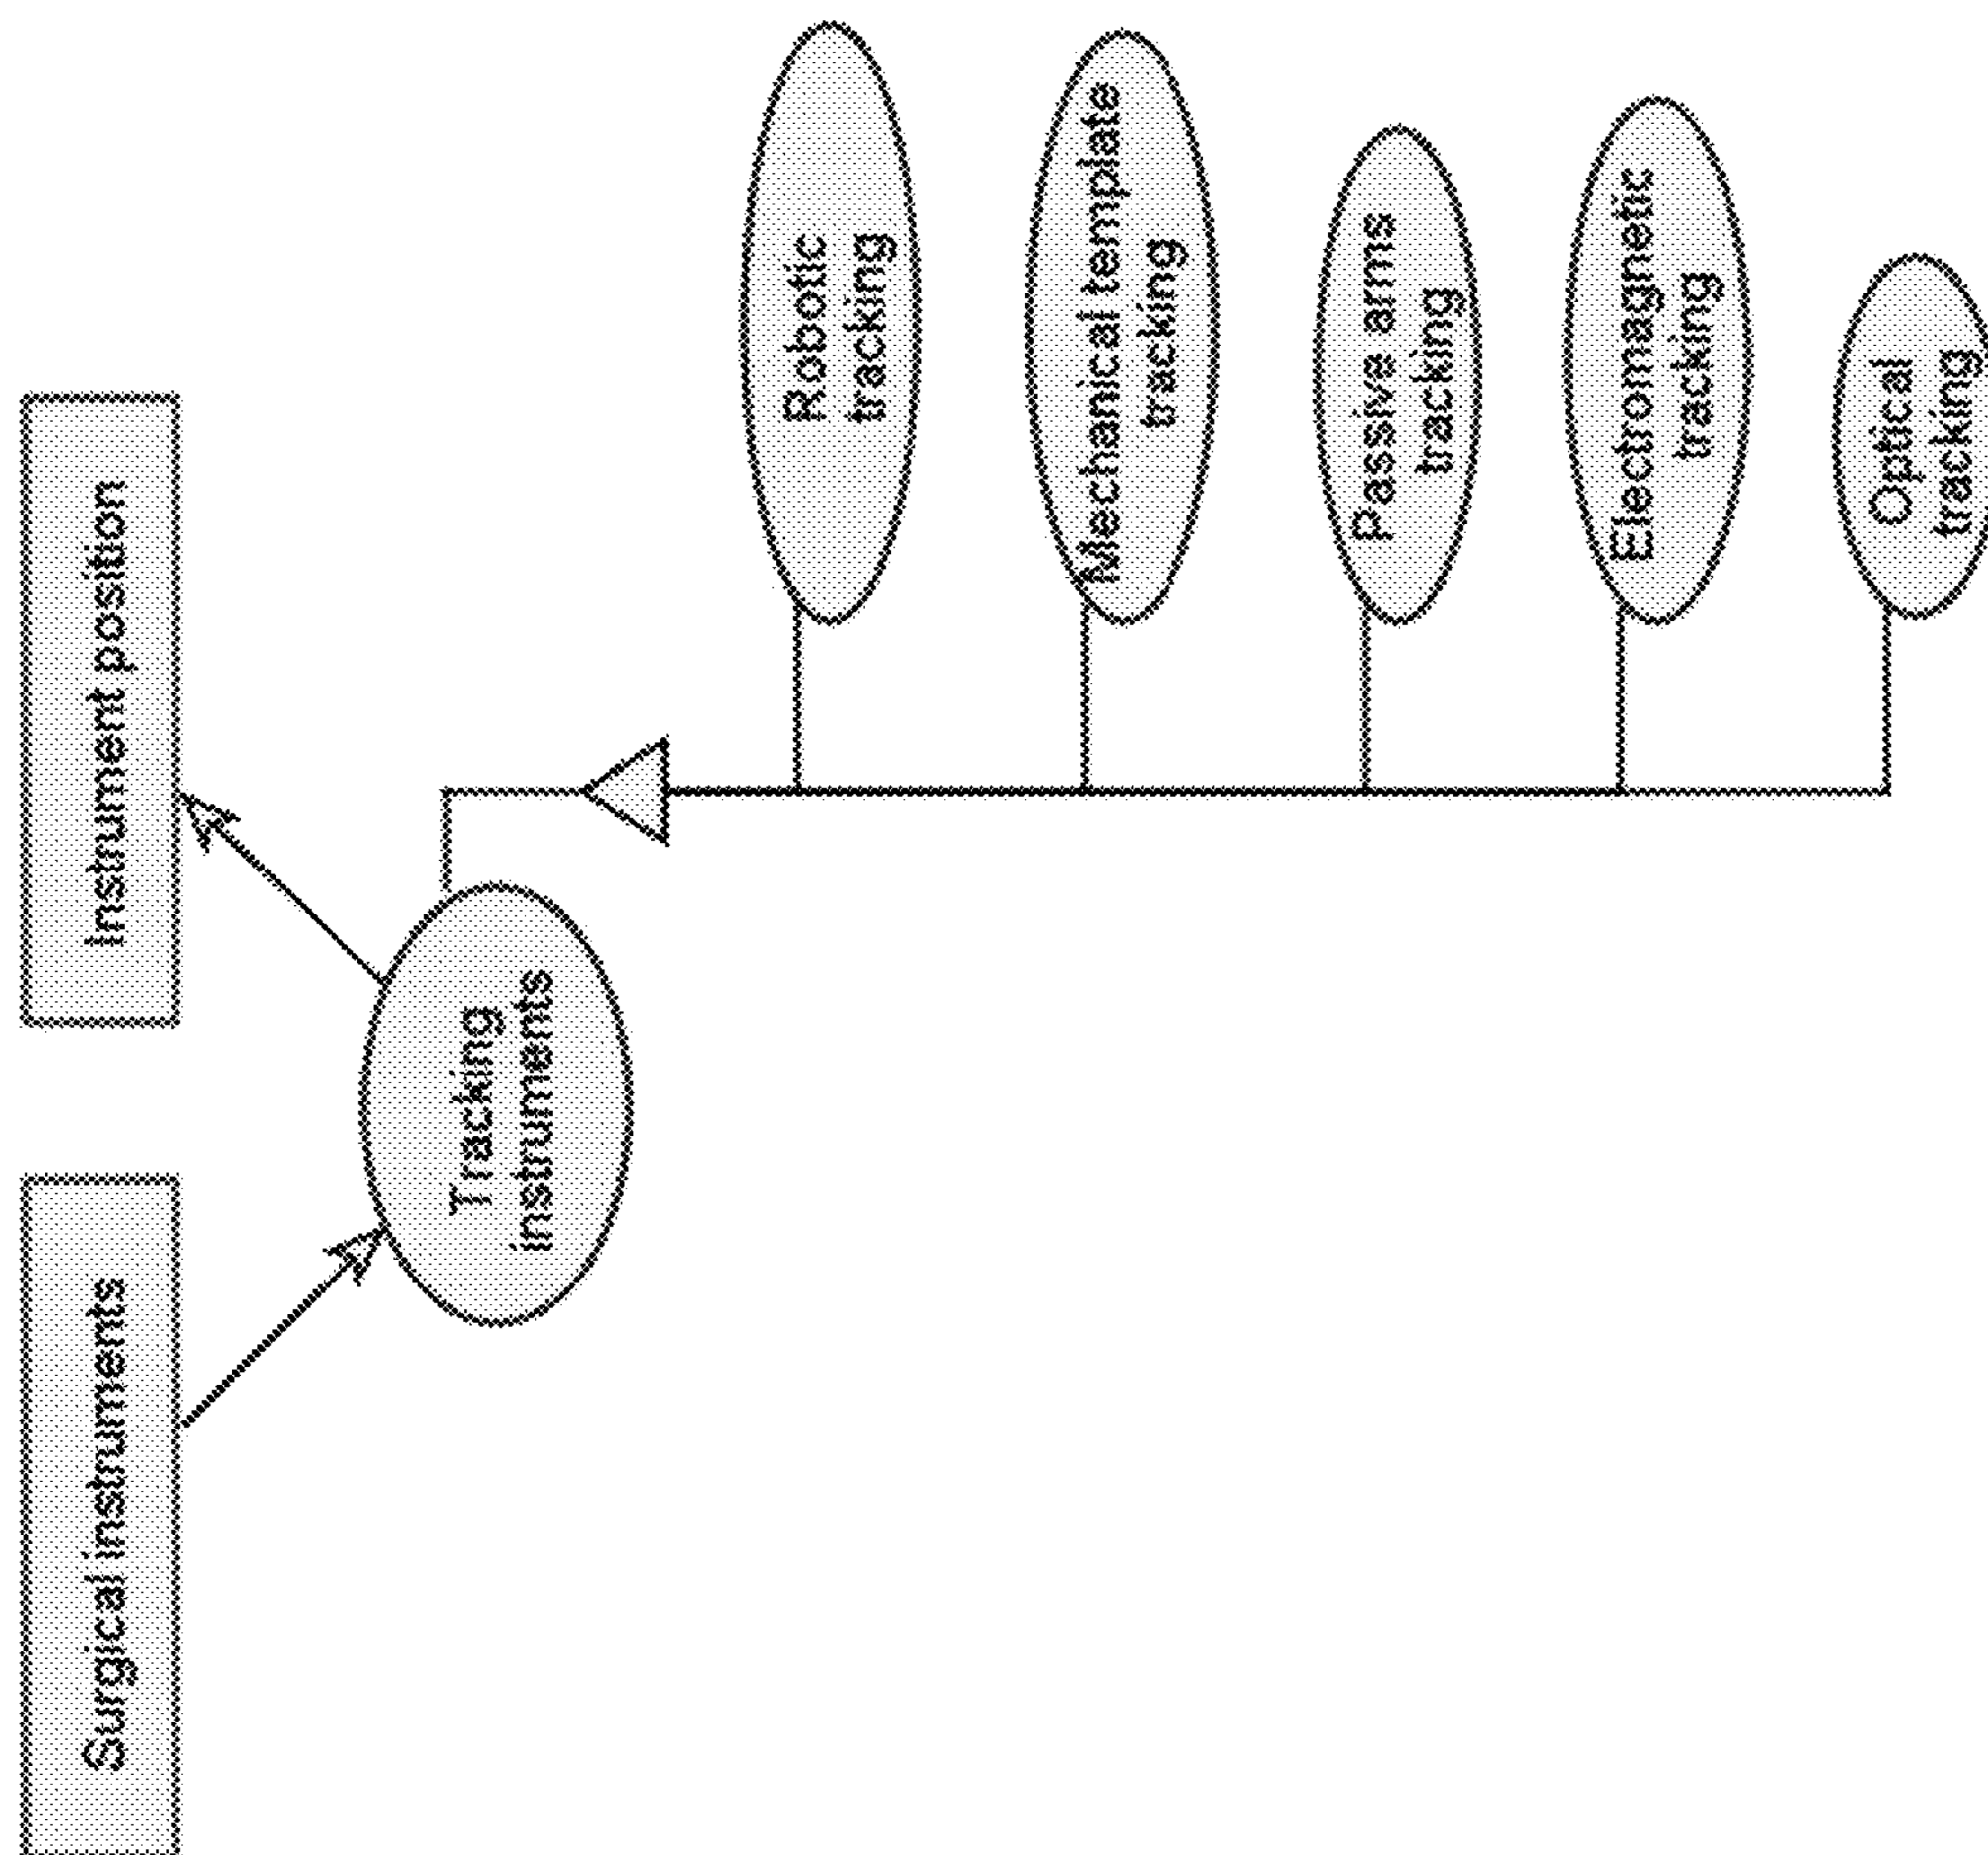 Surgical instruments
Instrument position
Tracking
instruments
Robotic
tracking
Mechanical template
tracking
Passive arms
tracking
Electromagnetic
tracking
Optical
tracking